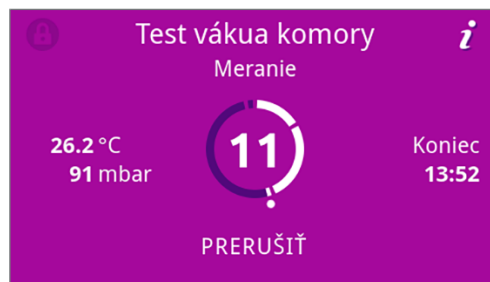 Test vákua komory
Meranie
26.2 °C
91 mbar
11
Koniec
13:52
PRERUŠIŤ